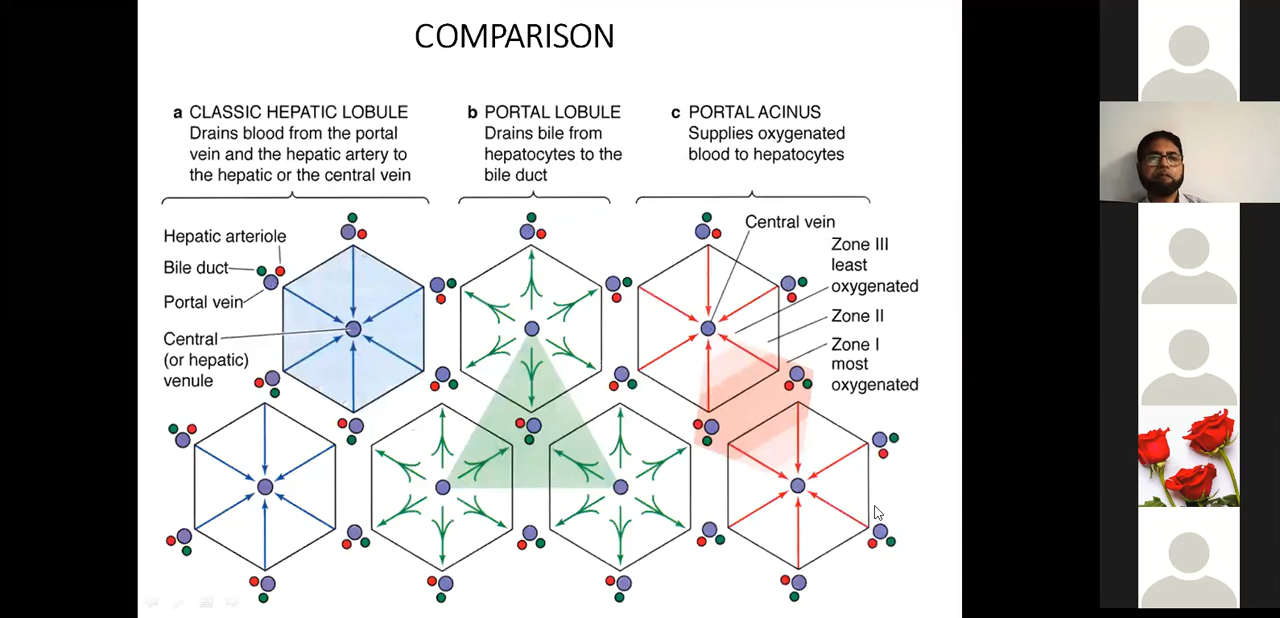 COMPARISON
a CLASSIC HEPATIC LOBULE
Drains blood from the portal
vein and the hepatic artery to
the hepatic or the central vein
b PORTAL LOBULE
Drains bile from
hepatocytes to the
bile duct
c PORTAL ACINUS
Supplies oxygenated
blood to hepatocytes
Hepatic arteriole
Bile duct
Portal vein
Central
(or hepatic)
venule
Central vein
Zone III
least
oxygenated
Zone II
Zone I
most
oxygenated